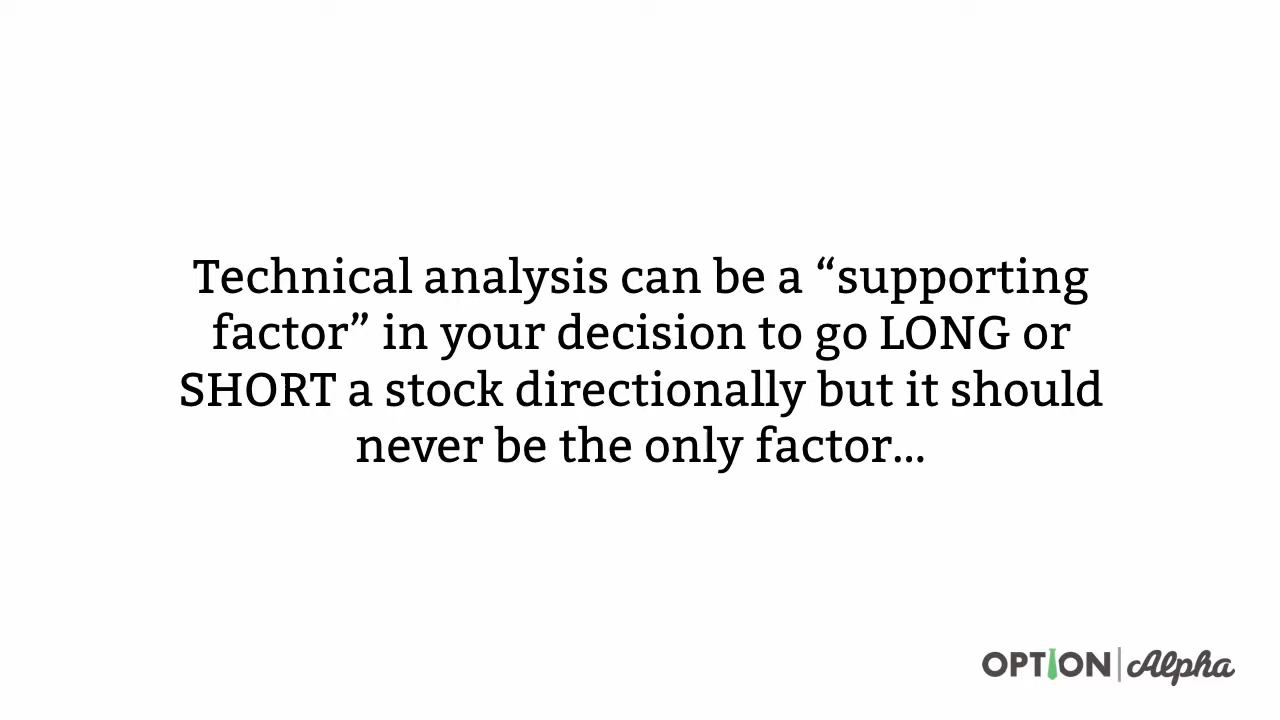 Technical analysis can be a “supporting
factor” in your decision to go LONG or
SHORT a stock directionally but it should
never be the only factor...
OPTION | Alpha